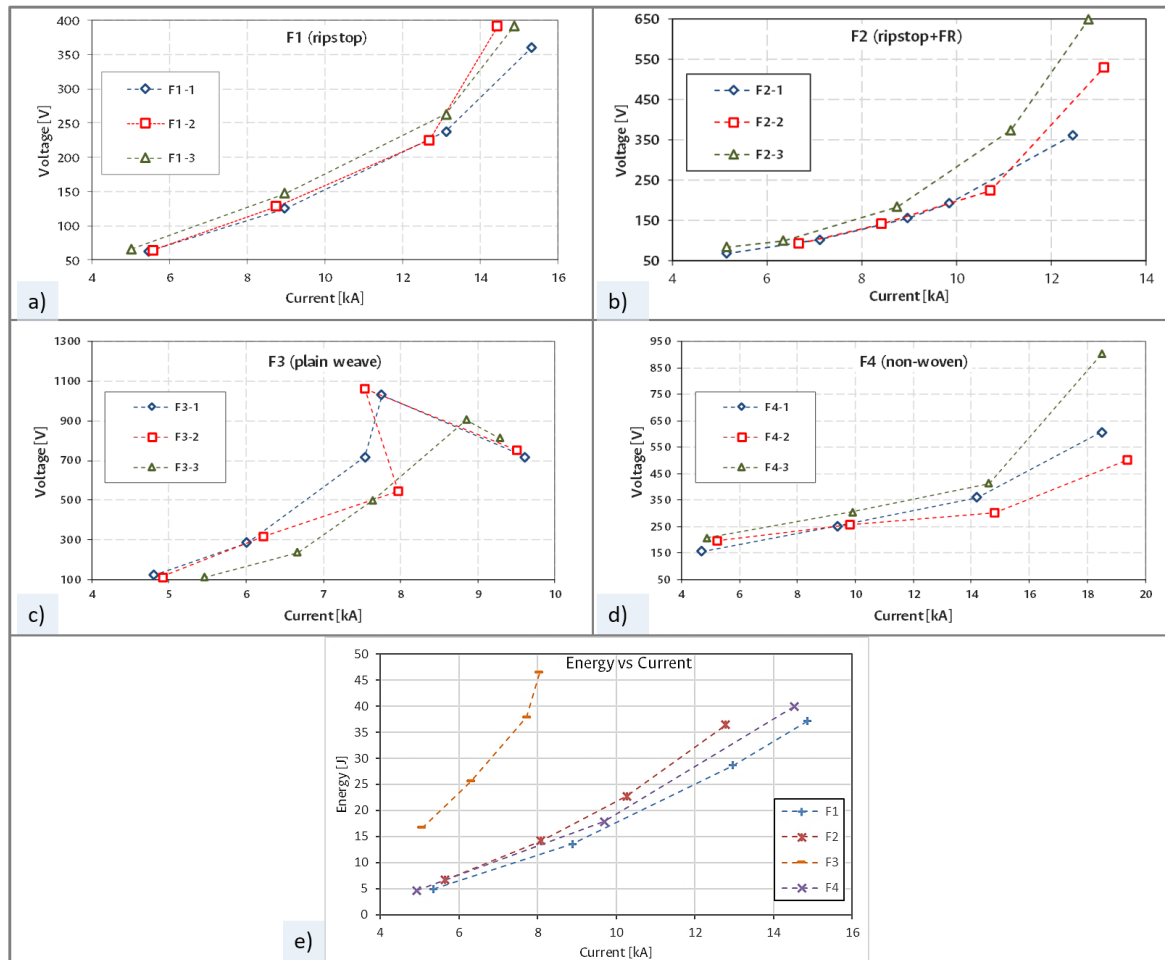 F1 (ripstop)
Voltage [V]
400
350
300
250
200
150
100
50
F1-1
F1-2
F1-3
4 6 8 10 12 14 16
Current [kA]
a)
F2 (ripstop+FR)
Voltage [V]
650
550
450
350
250
150
50
F2-1
F2-2
F2-3
4 6 8 10 12 14
Current [kA]
b)
F3 (plain weave)
Voltage [V]
1300
1100
900
700
500
300
100
F3-1
F3-2
F3-3
4 5 6 7 8 9 10
Current [kA]
c)
F4 (non-woven)
Voltage [V]
950
850
750
650
550
450
350
250
150
50
F4-1
F4-2
F4-3
4 6 8 10 12 14 16 18 20
Current [kA]
d)
Energy vs Current
Energy [J]
50
45
40
35
30
25
20
15
10
5
0
F1
F2
F3
F4
4 6 8 10 12 14 16
Current [kA]
e)